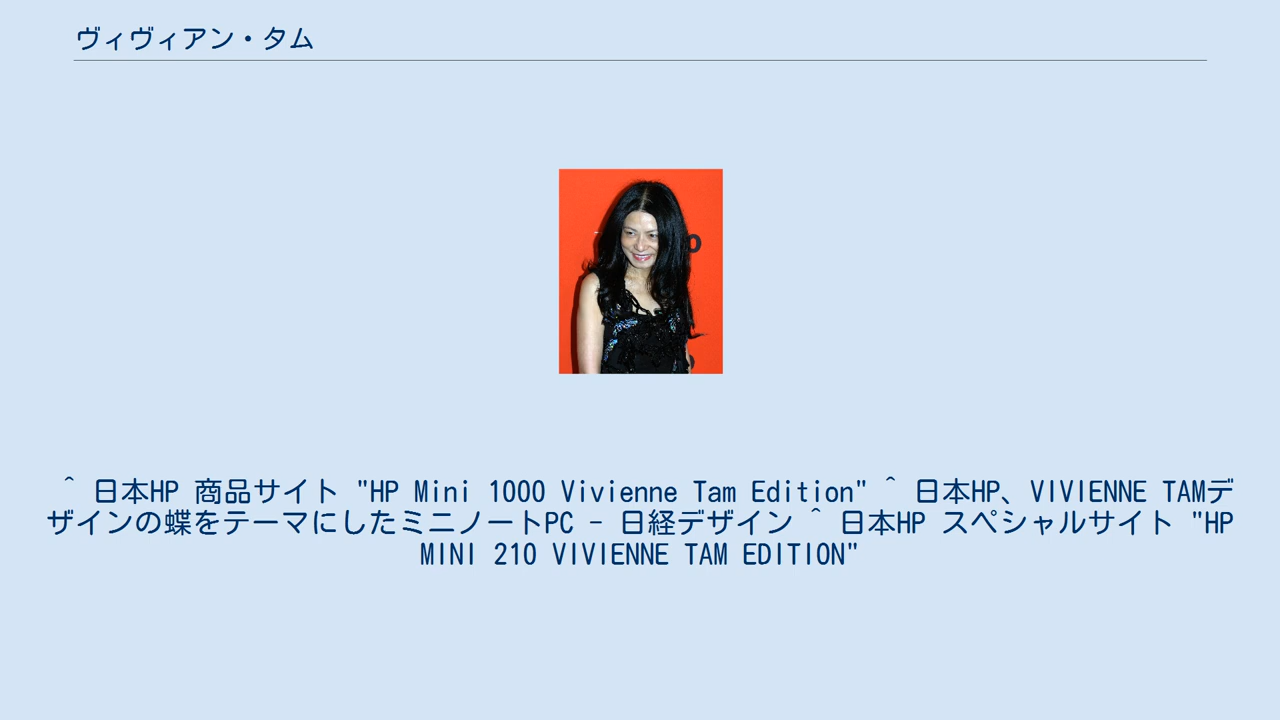 ヴィヴィアン・タム
^ 日本HP 商品サイト "HP Mini 1000 Vivienne Tam Edition" ^ 日本HP、VIVIENNE TAMデ
ザインの蝶をテーマにしたミニノートPC - 日経デザイン ^ 日本HP スペシャルサイト "HP
MINI 210 VIVIENNE TAM EDITION"